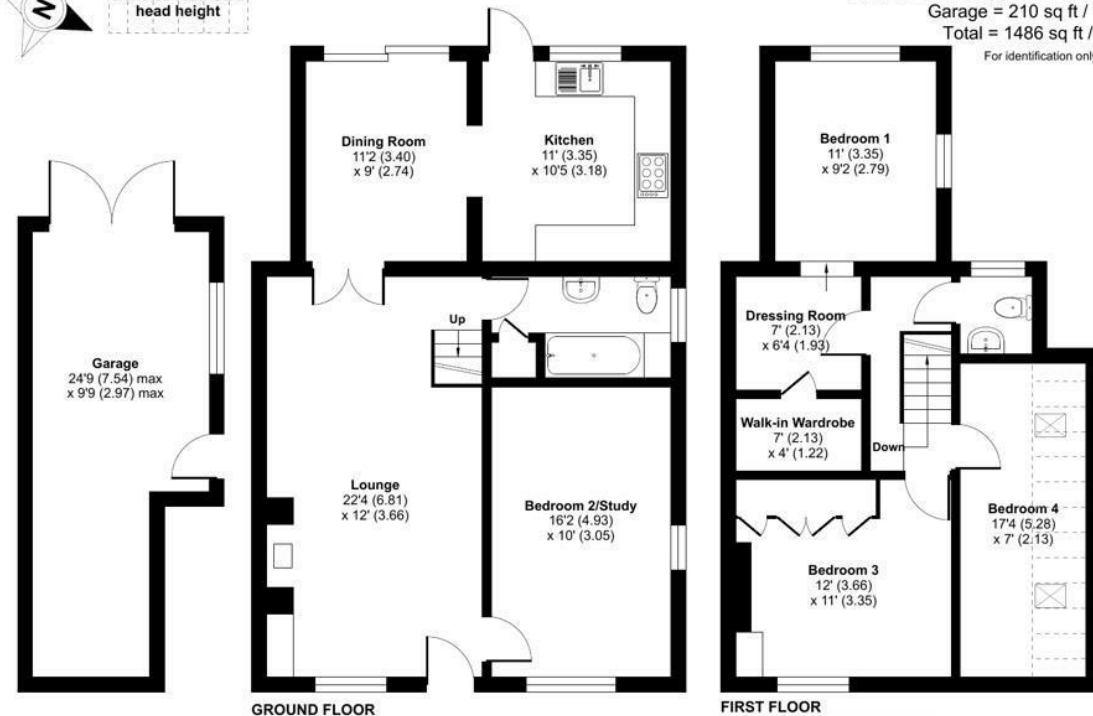 N
head height
Garage = 210 sq ft /
Total = 1486 sq ft /
For identification only
Dining Room
11'2 (3.40)
x 9' (2.74)
Kitchen
11' (3.35)
x 10'5 (3.18)
Bedroom 1
11' (3.35)
x 9'2 (2.79)
Garage
24'9 (7.54) max
x 9'9 (2.97) max
Up
Dressing Room
7' (2.13)
x 6'4 (1.93)
Walk-in Wardrobe
7' (2.13)
x 4' (1.22)
Down
Lounge
22'4 (6.81)
x 12' (3.66)
Bedroom 2/Study
16'2 (4.93)
x 10' (3.05)
Bedroom 3
12' (3.66)
x 11' (3.35)
Bedroom 4
17'4 (5.28)
x 7' (2.13)
GROUND FLOOR
FIRST FLOOR